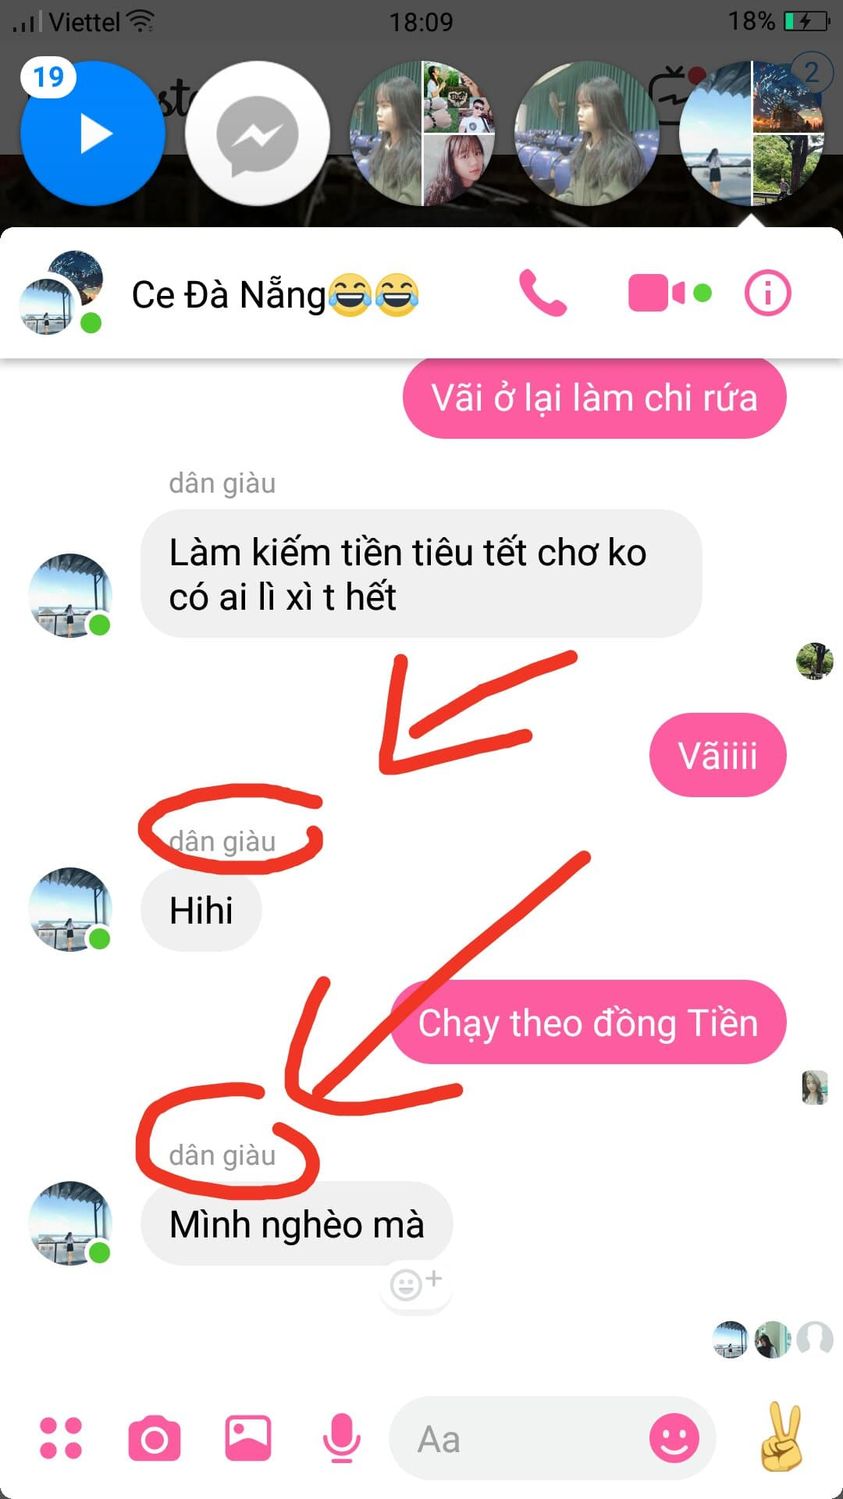 Viettel
18:09
18%
19
2
Ce Đà Nẵng😂😂
Vãi ở lại làm chi rứa
dân giàu
Làm kiếm tiền tiêu tết chơ ko
có ai lì xì t hết
Vãiiii
dân giàu
Hihi
Chạy theo đồng Tiền
dân giàu
Mình nghèo mà
Aa